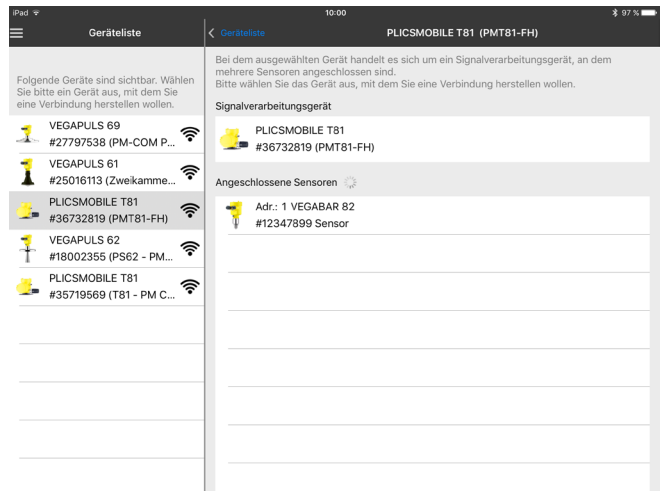 iPad
10:00
97 %
Geräteliste
Geräteliste
PLICSMOBILE T81 (PMT81-FH)
Folgende Geräte sind sichtbar. Wählen
Sie bitte ein Gerät aus, mit dem Sie
eine Verbindung herstellen wollen.
VEGAPULS 69
#27797538 (PM-COM P...
VEGAPULS 61
#25016113 (Zweikamme...
PLICSMOBILE T81
#36732819 (PMT81-FH)
VEGAPULS 62
#18002355 (PS62 - PM...
PLICSMOBILE T81
#35719569 (T81 - PM C...
Bei dem ausgewählten Gerät handelt es sich um ein Signalverarbeitungsgerät, an dem
mehrere Sensoren angeschlossen sind.
Bitte wählen Sie das Gerät aus, mit dem Sie eine Verbindung herstellen wollen.
Signalverarbeitungsgerät
PLICSMOBILE T81
#36732819 (PMT81-FH)
Angeschlossene Sensoren
Adr.: 1 VEGABAR 82
#12347899 Sensor